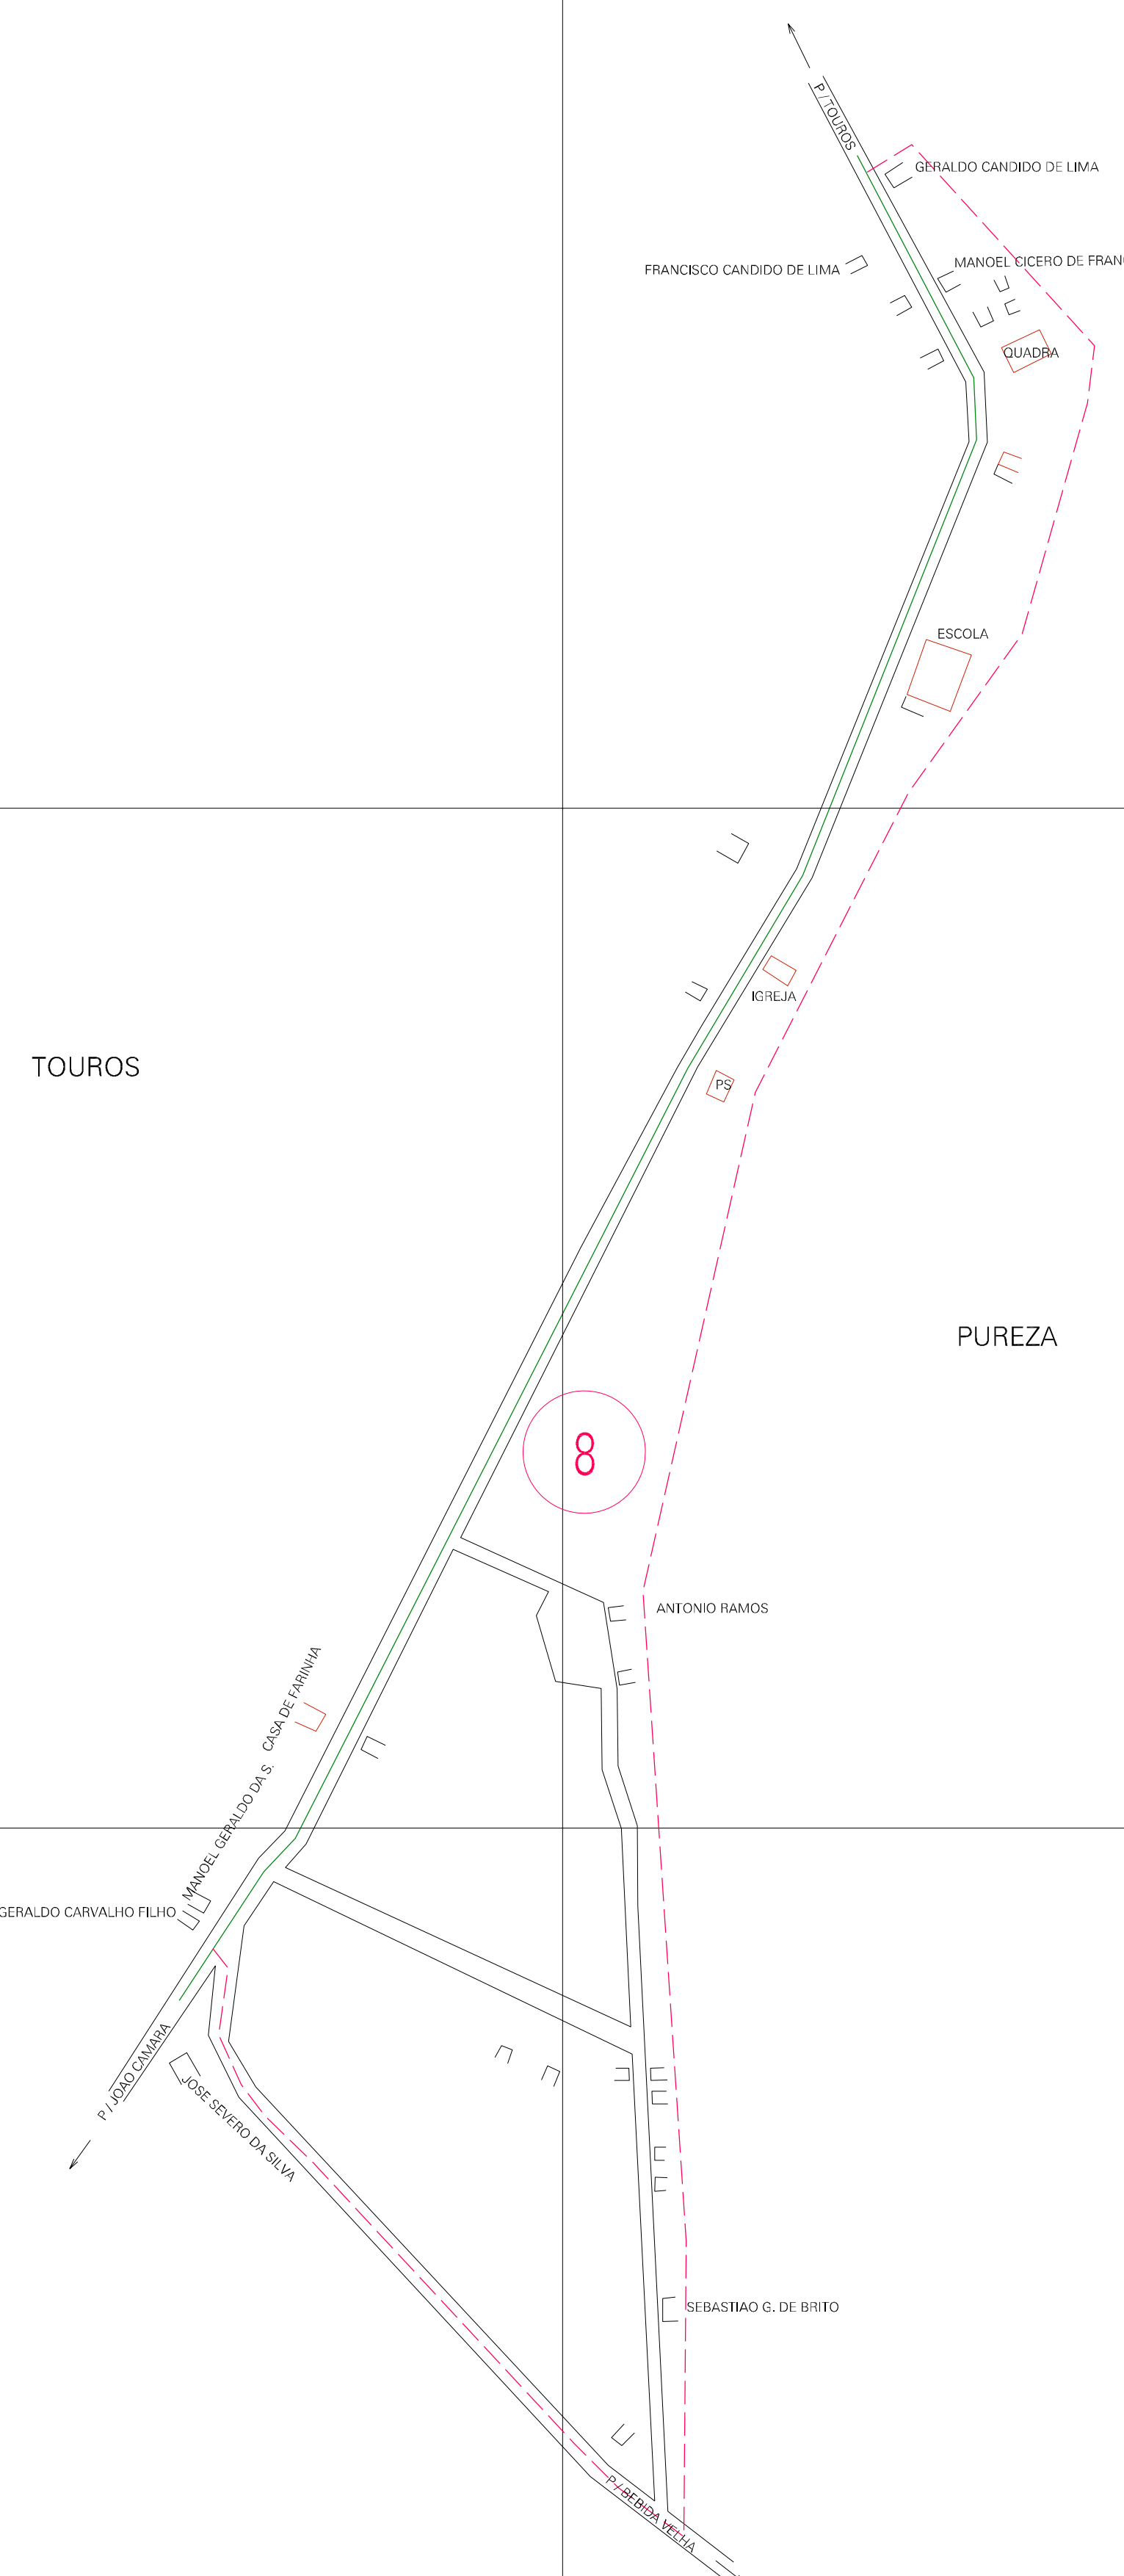 P / TOUROS
GERALDO CANDIDO DE LIMA
MANOEL CICERO DE FRAN
FRANCISCO CANDIDO DE LIMA
QUADRA
ESCOLA
IGREJA
TOUROS
PS
PUREZA
8
ANTONIO RAMOS
CASA DE FARINHA
MANOEL GERALDO DA S.
GERALDO CARVALHO FILHO
P / JOAO CAMARA
JOSE SEVERO DA SILVA
SEBASTIAO G. DE BRITO
P / BEBIDA VELHA